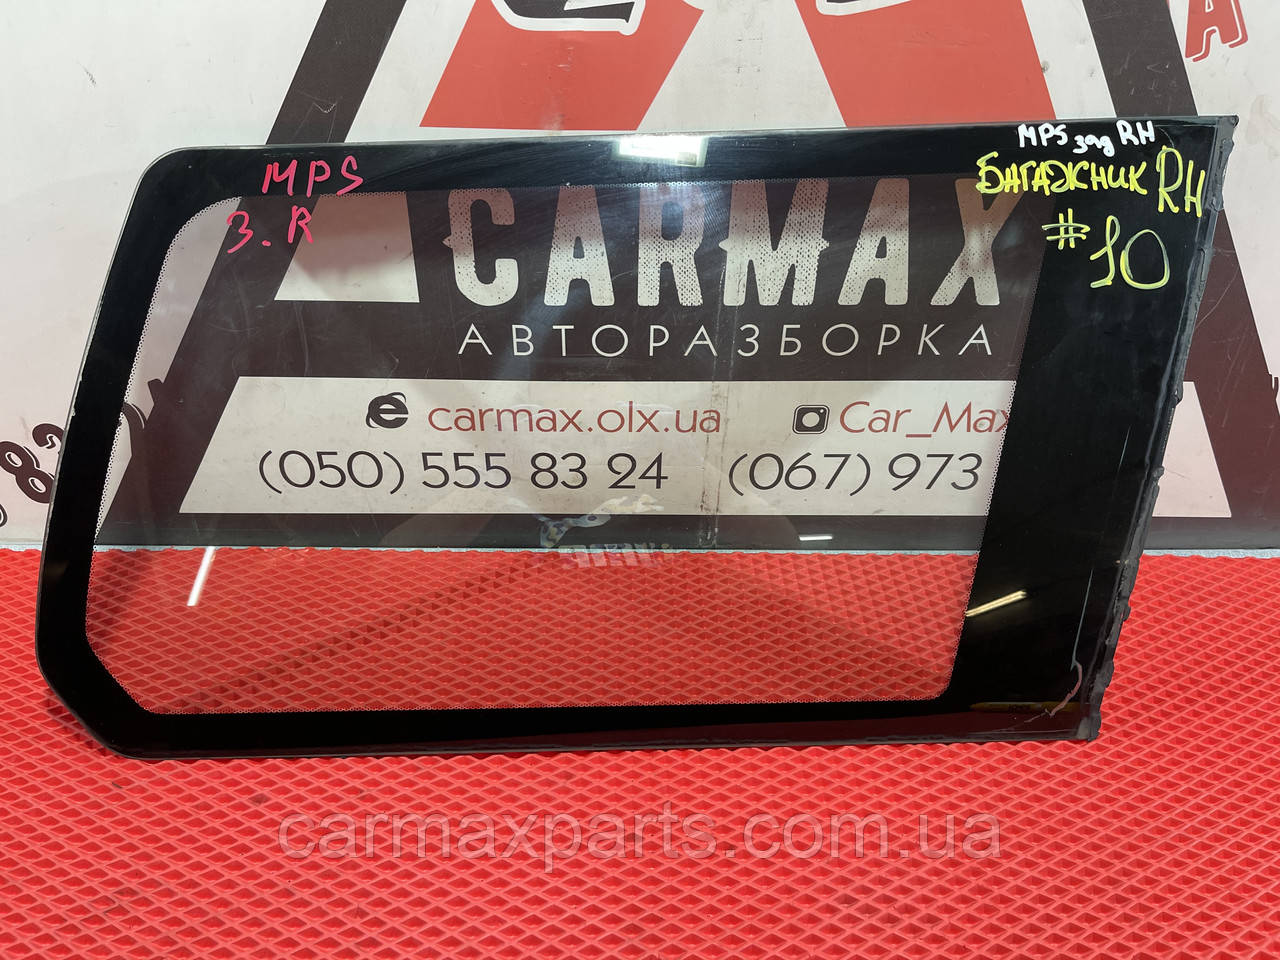 MPS
З.R
MPS зад RH
БАГАЖНИК RH
#10
CARMAX
АВТОРАЗБОРКА
carmax.olx.ua
Car_Max
(050) 555 83 24
(067) 973
carmaxparts.com.ua